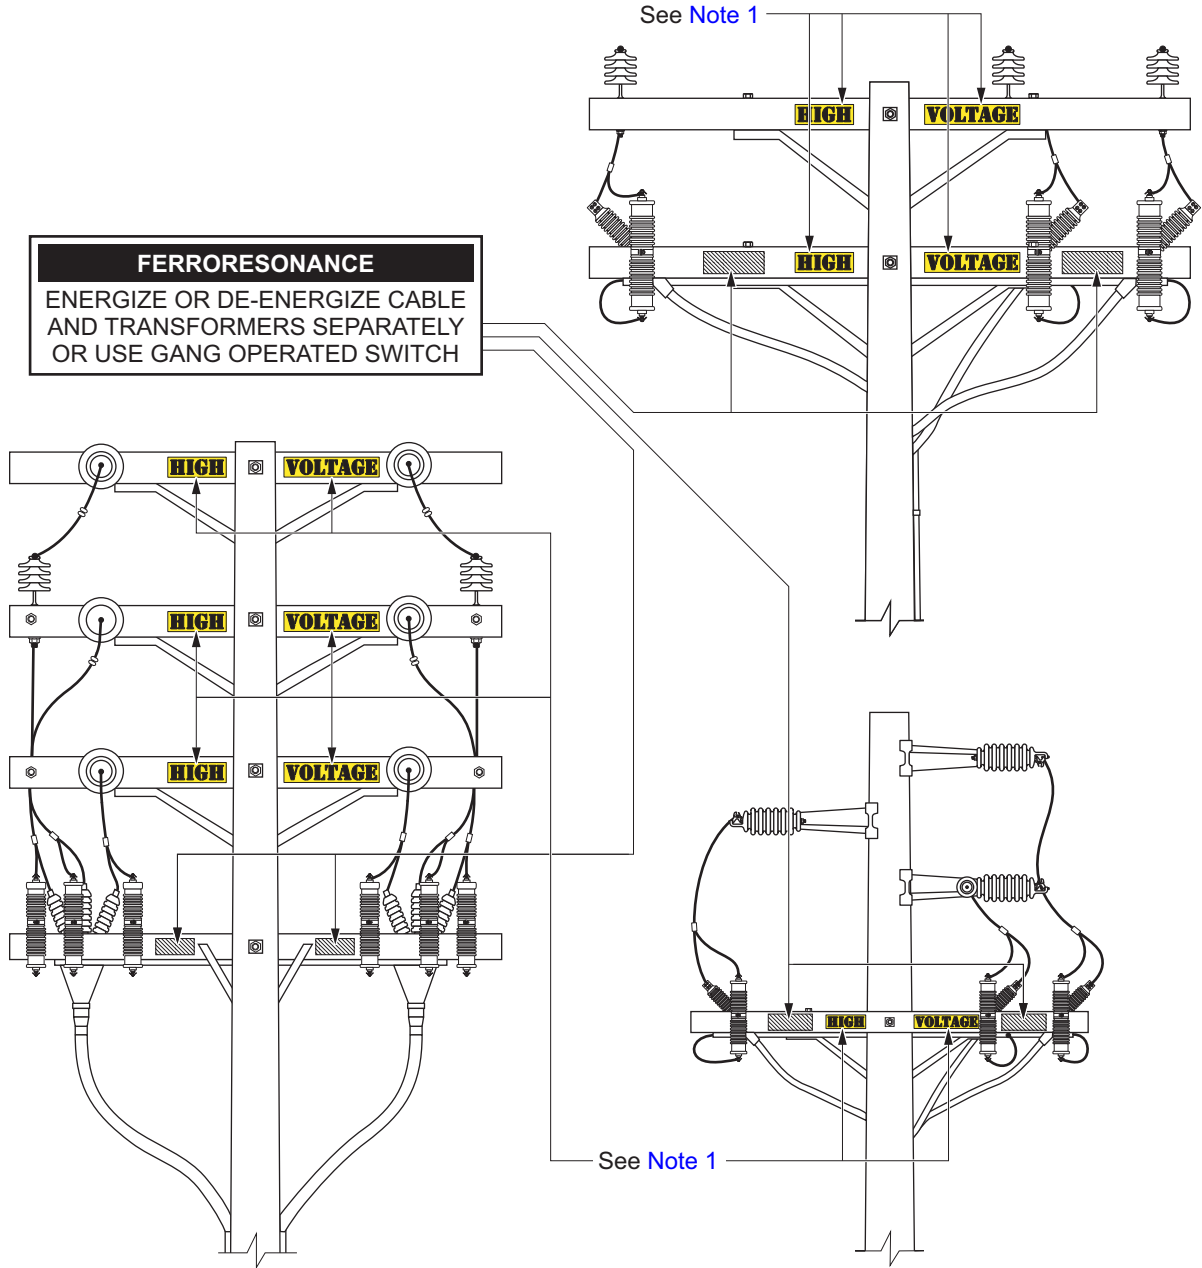 See Note 1
HIGH VOLTAGE
HIGH VOLTAGE
FERRORESONANCE
ENERGIZE OR DE-ENERGIZE CABLE
AND TRANSFORMERS SEPARATELY
OR USE GANG OPERATED SWITCH
HIGH VOLTAGE
HIGH VOLTAGE
HIGH VOLTAGE
HIGH VOLTAGE
See Note 1